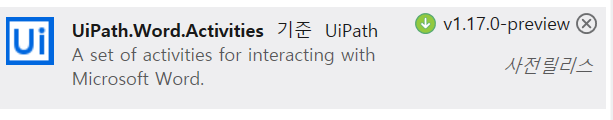 Ui
UiPath.Word.Activities 기준 UiPath
v1.17.0-preview
A set of activities for interacting with
Microsoft Word.
사전릴리스